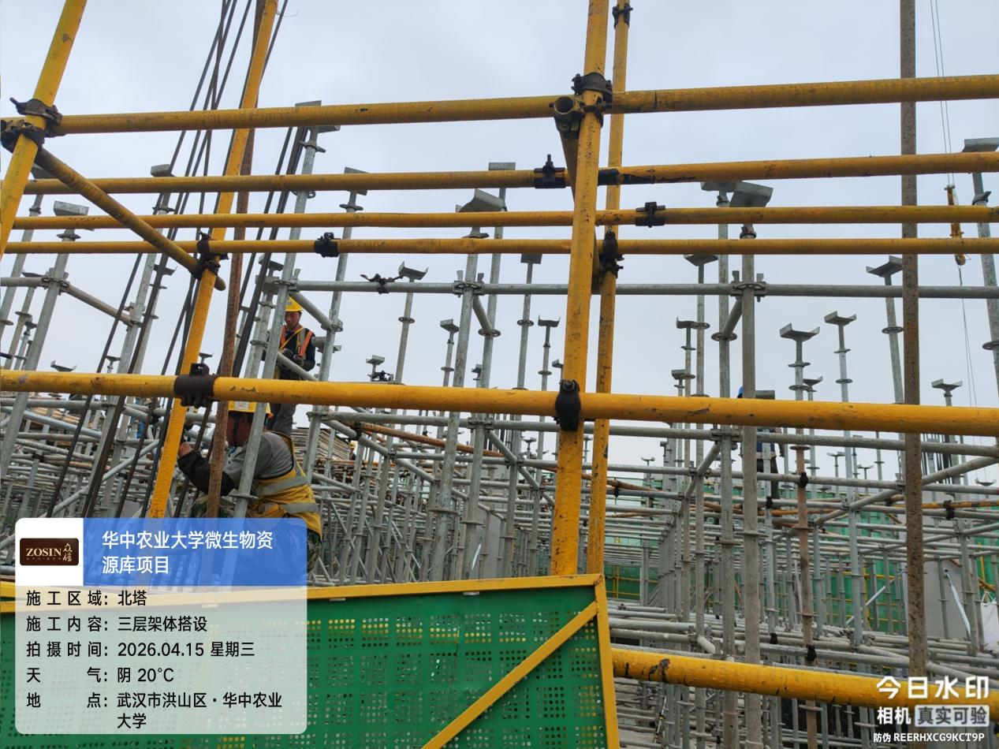 ZOSIN 众信
华中农业大学微生物资
源库项目
施工区域：北塔
施工内容：三层架体搭设
拍摄时间：2026.04.15 星期三
天气：阴 20°C
地点：武汉市洪山区·华中农业
大学
今日水印
相机 真实可验
防伪 REERHXCG9KCT9P